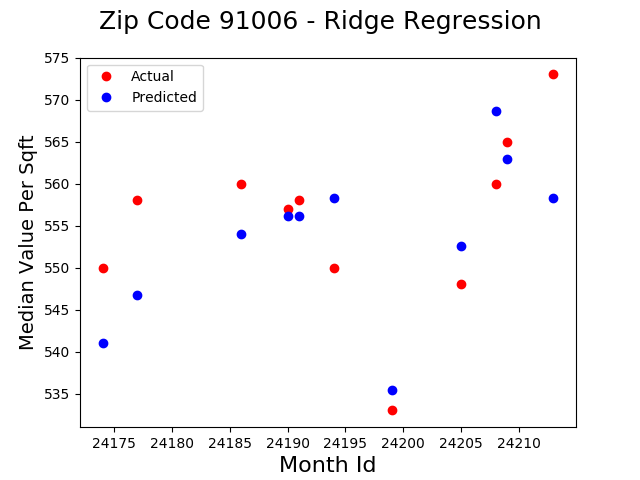 Zip Code 91006 - Ridge Regression
Actual
Predicted
Median Value Per Sqft
575
570
565
560
555
550
545
540
535
24175 24180 24185 24190 24195 24200 24205 24210
Month Id